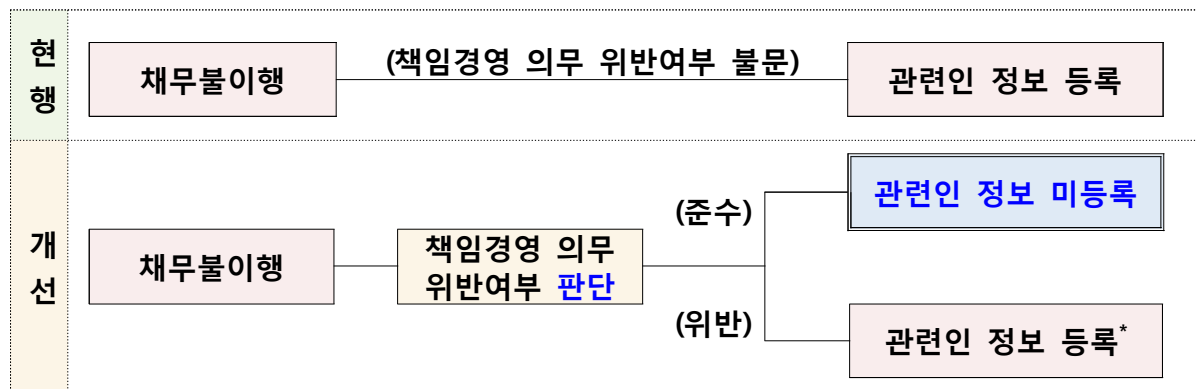 현행
채무불이행
(책임경영 의무 위반여부 불문)
관련인 정보 등록
개선
채무불이행
책임경영 의무
위반여부 판단
(준수)
관련인 정보 미등록
(위반)
관련인 정보 등록*